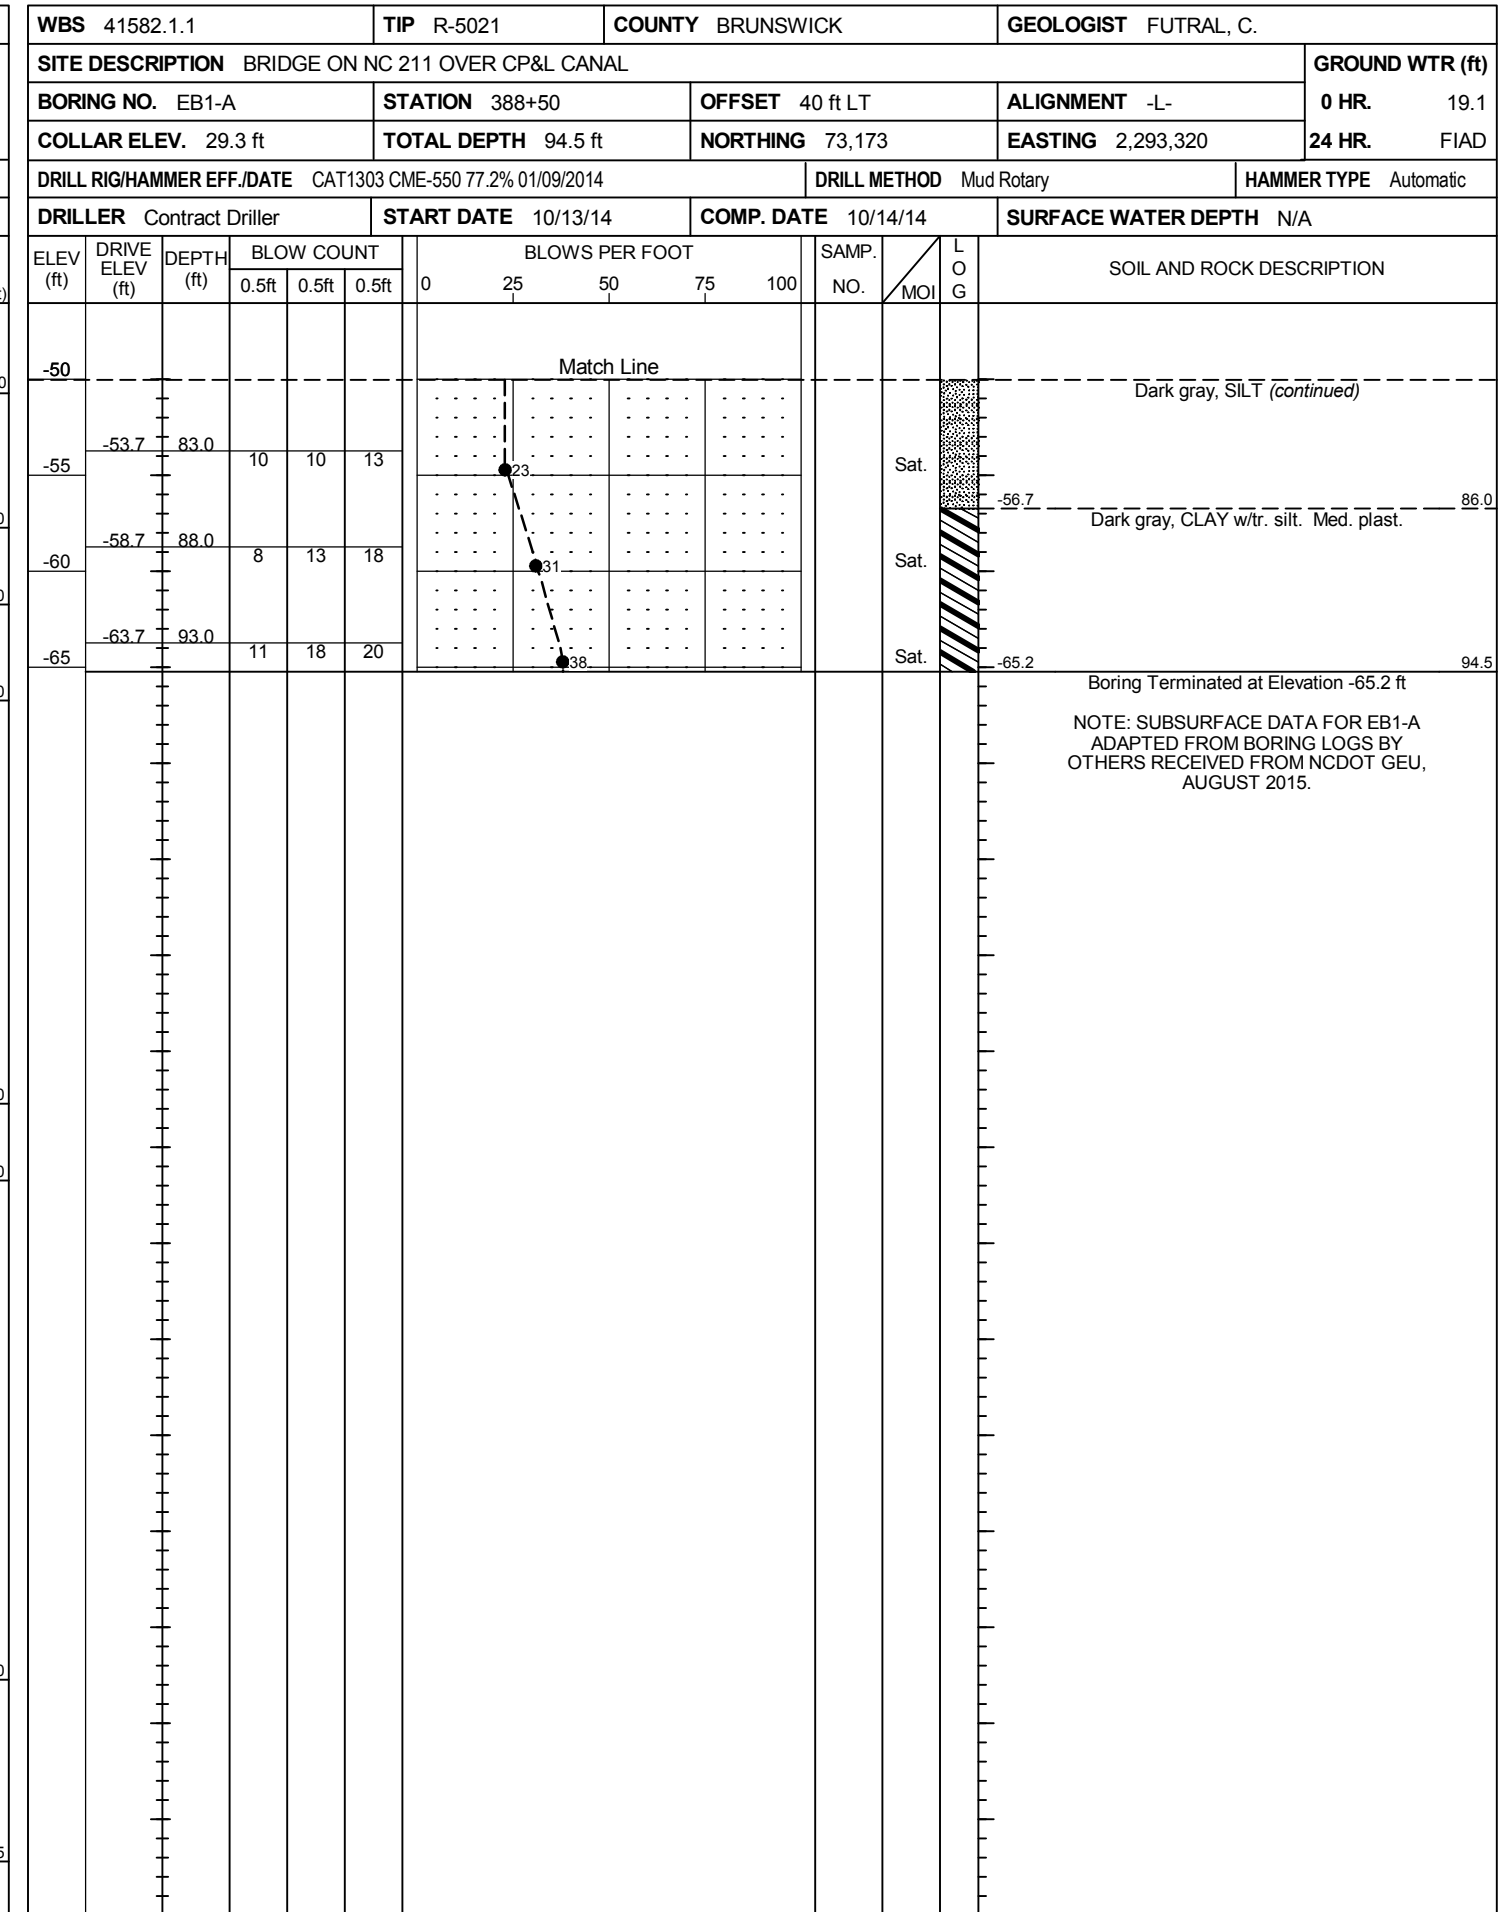 WBS 41582.1.1 TIP R-5021 COUNTY BRUNSWICK GEOLOGIST FUTRAL, C.
SITE DESCRIPTION BRIDGE ON NC 211 OVER CP&L CANAL GROUND WTR (ft)
BORING NO. EB1-A STATION 388+50 OFFSET 40 ft LT ALIGNMENT -L- 0 HR. 19.1
COLLAR ELEV. 29.3 ft TOTAL DEPTH 94.5 ft NORTHING 73,173 EASTING 2,293,320 24 HR. FIAD
DRILL RIG/HAMMER EFF./DATE CAT1303 CME-550 77.2% 01/09/2014 DRILL METHOD Mud Rotary HAMMER TYPE Automatic
DRILLER Contract Driller START DATE 10/13/14 COMP. DATE 10/14/14 SURFACE WATER DEPTH N/A
ELEV (ft) DRIVE ELEV (ft) DEPTH (ft) BLOW COUNT BLOWS PER FOOT SAMP. NO. MOI LOG SOIL AND ROCK DESCRIPTION
0.5ft 0.5ft 0.5ft 0 25 50 75 100
-50 Match Line
Dark gray, SILT (continued)
-53.7 83.0
10 10 13
-55 23 Sat.
-56.7 86.0
Dark gray, CLAY w/tr. silt. Med. plast.
-58.7 88.0
8 13 18
-60 31 Sat.
-63.7 93.0
11 18 20
-65 38 Sat. -65.2 94.5
Boring Terminated at Elevation -65.2 ft
NOTE: SUBSURFACE DATA FOR EB1-A
ADAPTED FROM BORING LOGS BY
OTHERS RECEIVED FROM NCDOT GEU,
AUGUST 2015.